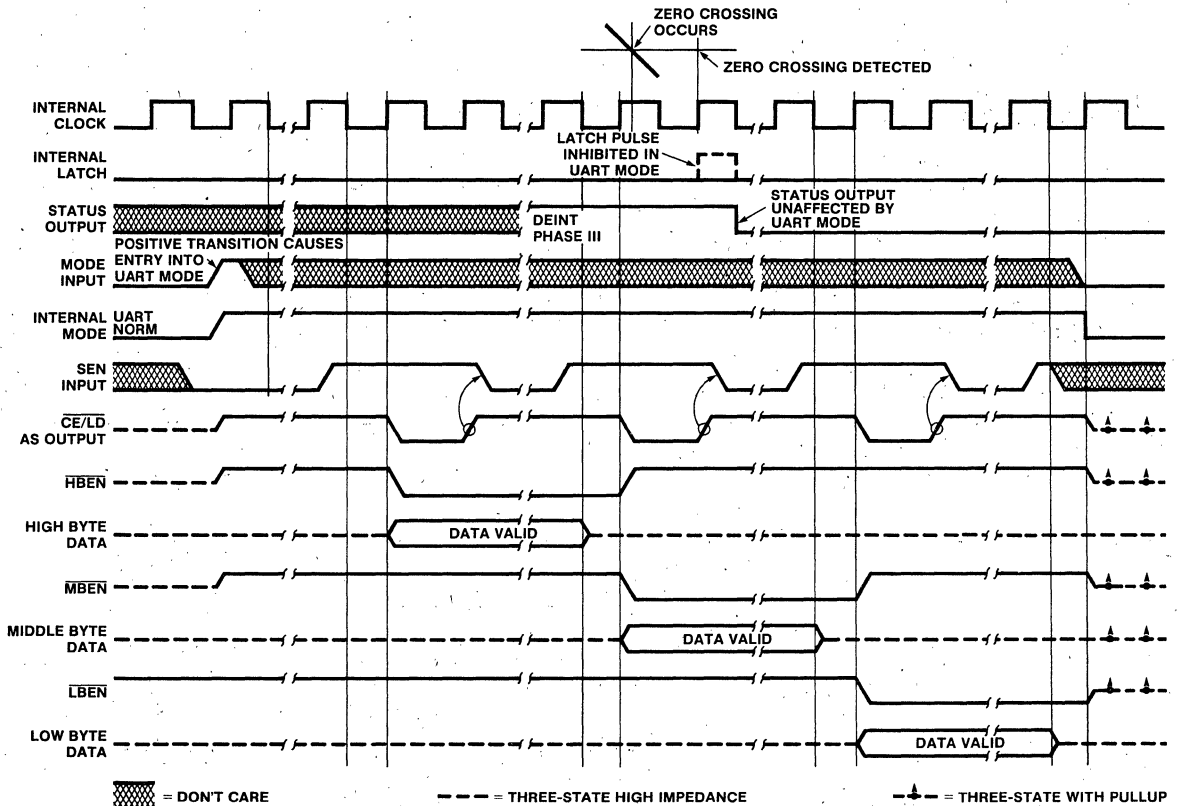 ZERO CROSSING
OCCURS
ZERO CROSSING DETECTED
INTERNAL
CLOCK
LATCH PULSE
INHIBITED IN
UART MODE
INTERNAL
LATCH
STATUS
OUTPUT
DEINT
PHASE III
STATUS OUTPUT
UNAFFECTED BY
UART MODE
POSITIVE TRANSITION CAUSES
ENTRY INTO
UART MODE
MODE
INPUT
INTERNAL UART
MODE NORM
SEN
INPUT
CE/LD
AS OUTPUT
HBEN
HIGH BYTE
DATA
DATA VALID
MBEN
MIDDLE BYTE
DATA
DATA VALID
LBEN
LOW BYTE
DATA
DATA VALID
= DON'T CARE
= THREE-STATE HIGH IMPEDANCE
= THREE-STATE WITH PULLUP